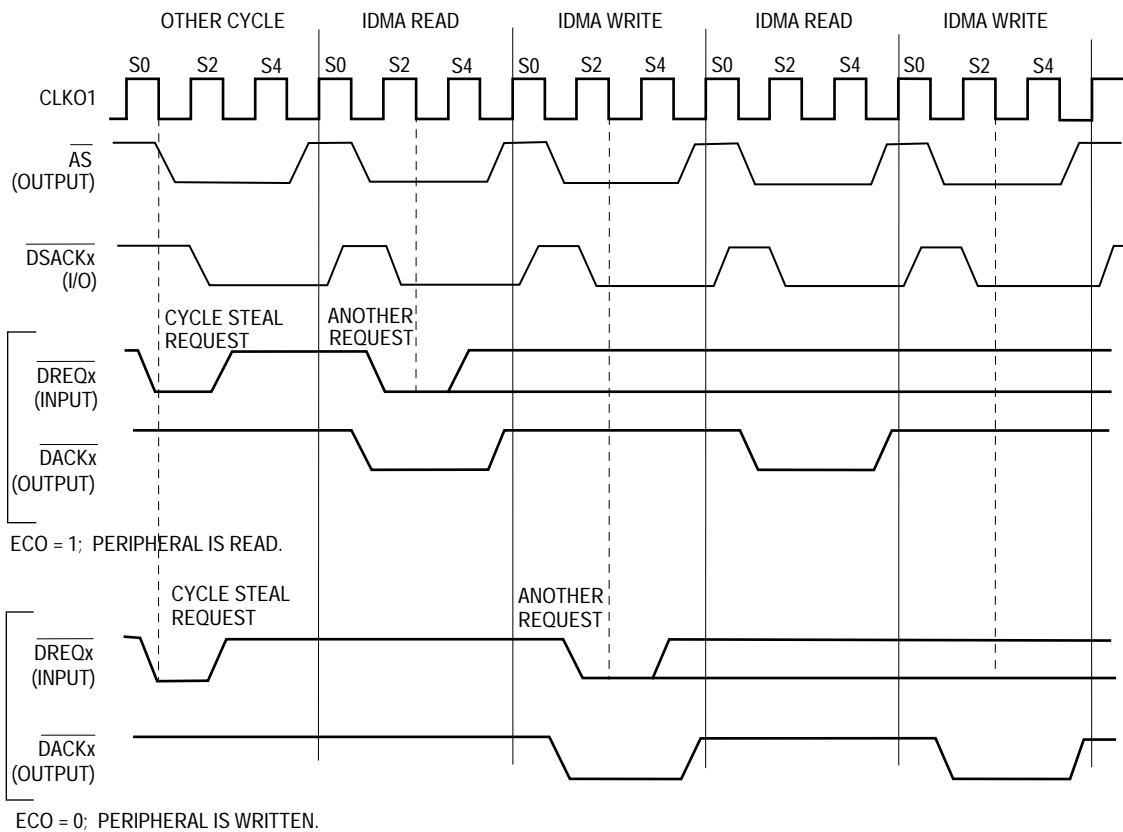 OTHER CYCLE IDMA READ IDMA WRITE IDMA READ IDMA WRITE
S0 S2 S4 S0 S2 S4 S0 S2 S4 S0 S2 S4 S0 S2 S4
CLKO1
AS
(OUTPUT)
DSACKx
(I/O)
CYCLE STEAL
REQUEST
ANOTHER
REQUEST
DREQx
(INPUT)
DACKx
(OUTPUT)
ECO = 1; PERIPHERAL IS READ.
CYCLE STEAL
REQUEST
ANOTHER
REQUEST
DREQx
(INPUT)
DACKx
(OUTPUT)
ECO = 0; PERIPHERAL IS WRITTEN.